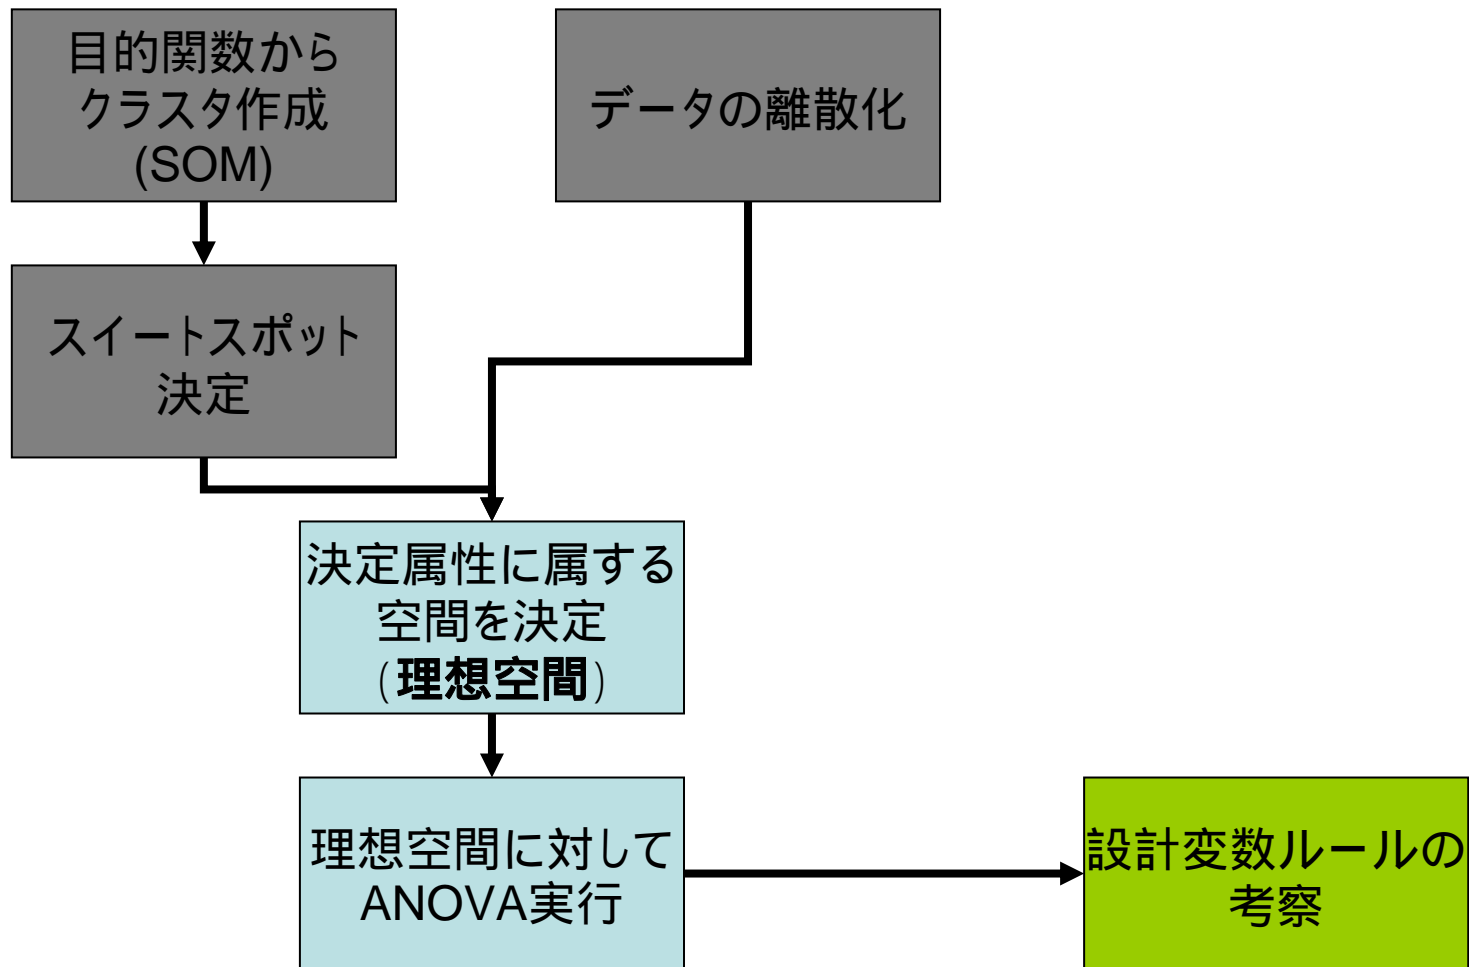 目的関数から
クラスタ作成
(SOM)
データの離散化
スイートスポット
決定
決定属性に属する
空間を決定
(理想空間)
理想空間に対して
ANOVA実行
設計変数ルールの
考察